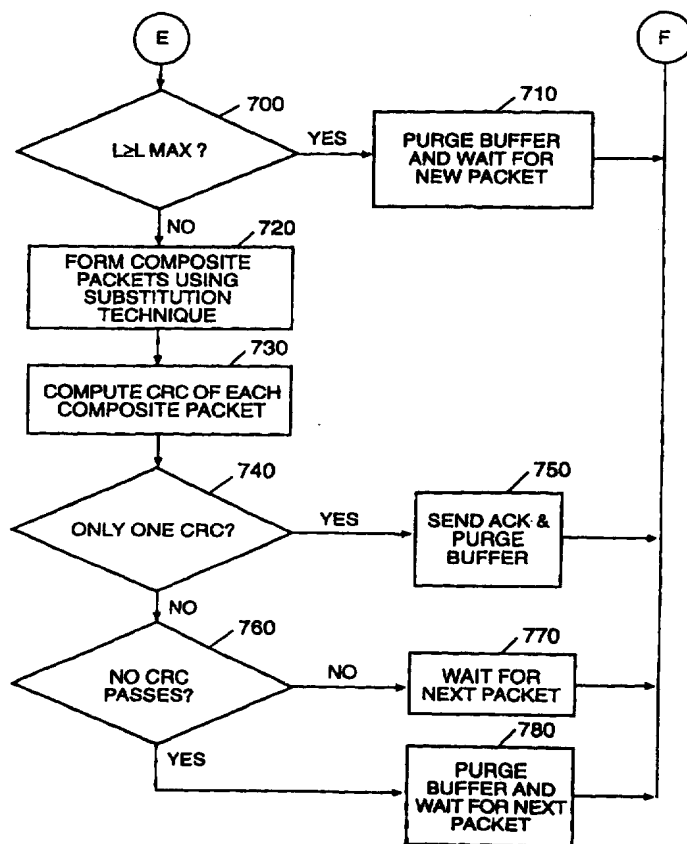 E
F
700
L≥L MAX ?
YES
710
PURGE BUFFER
AND WAIT FOR
NEW PACKET
NO
720
FORM COMPOSITE
PACKETS USING
SUBSTITUTION
TECHNIQUE
730
COMPUTE CRC OF EACH
COMPOSITE PACKET
740
ONLY ONE CRC?
YES
750
SEND ACK &
PURGE
BUFFER
NO
760
NO CRC
PASSES?
NO
770
WAIT FOR
NEXT PACKET
YES
780
PURGE
BUFFER AND
WAIT FOR NEXT
PACKET